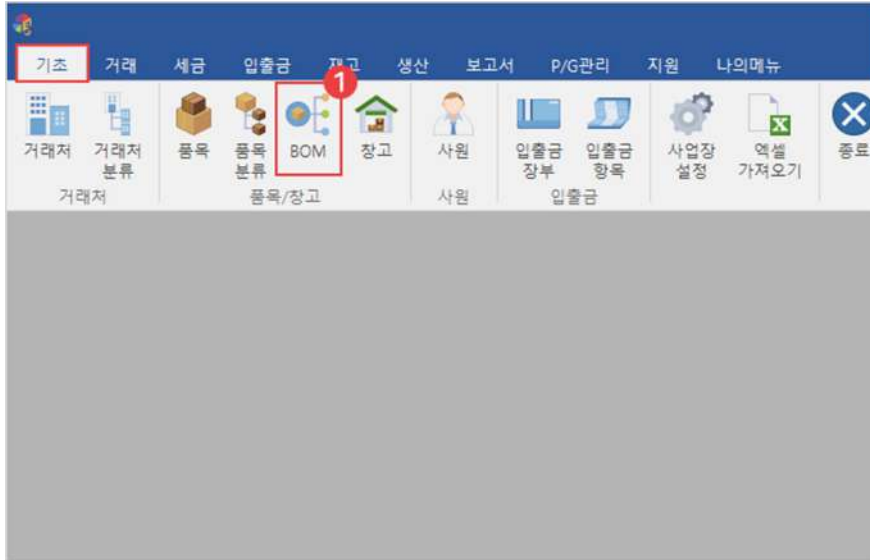 기초 거래 세금 입출금 재고 생산 보고서 P/G관리 지원 나의메뉴
1
거래처 거래처 분류 품목 품목 분류 BOM 창고 사원 입출금 장부 입출금 항목 사업장 설정 엑셀 가져오기 종료
거래처 품목/창고 사원 입출금